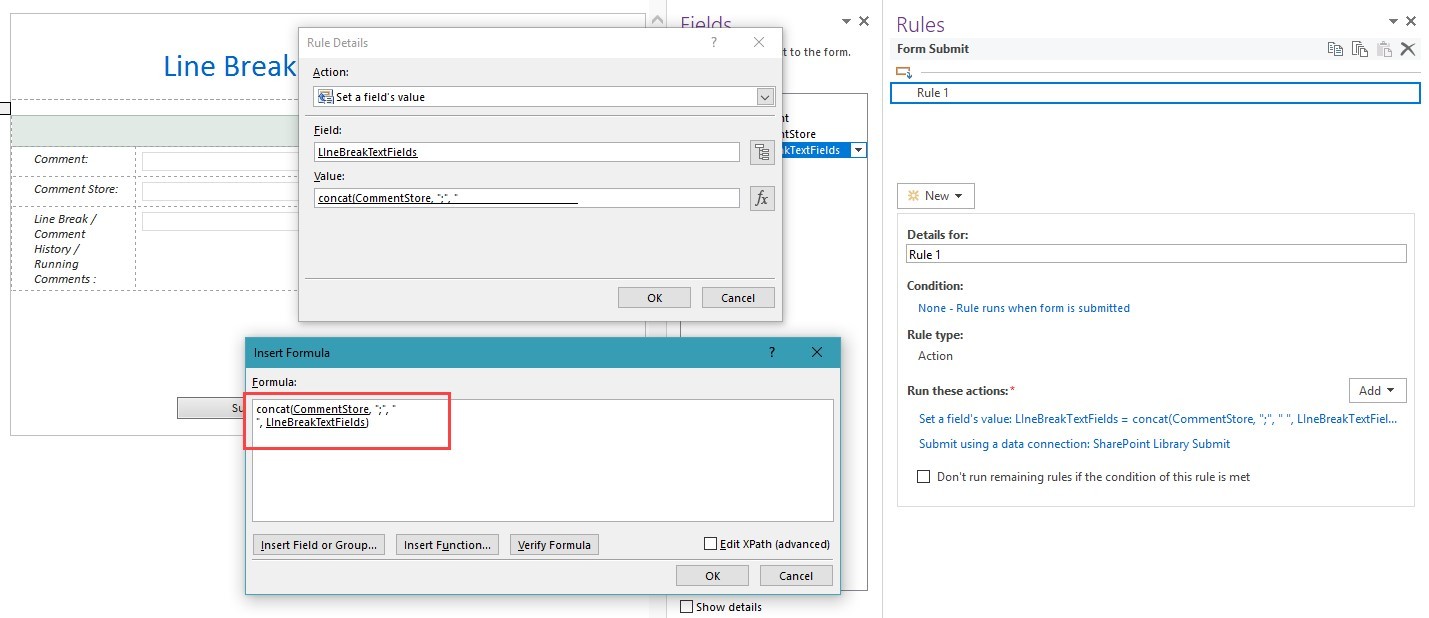 Line Break
Comment:
Comment Store:
Line Break /
Comment
History /
Running
Comments :
Su
Fields
t to the form.
nt
ntStore
akTextFields
Show details
Rule Details
?
Action:
Set a field's value
Field:
LIneBreakTextFields
Value:
concat(CommentStore, ";", "
fx
OK
Cancel
Insert Formula
?
Formula:
concat(CommentStore, ";", "
", LIneBreakTextFields)
Insert Field or Group...
Insert Function...
Verify Formula
Edit XPath (advanced)
OK
Cancel
Rules
Form Submit
Rule 1
New
Details for:
Rule 1
Condition:
None - Rule runs when form is submitted
Rule type:
Action
Run these actions:*
Add
Set a field's value: LIneBreakTextFields = concat(CommentStore, ";", " ", LIneBreakTextFiel...
Submit using a data connection: SharePoint Library Submit
Don't run remaining rules if the condition of this rule is met